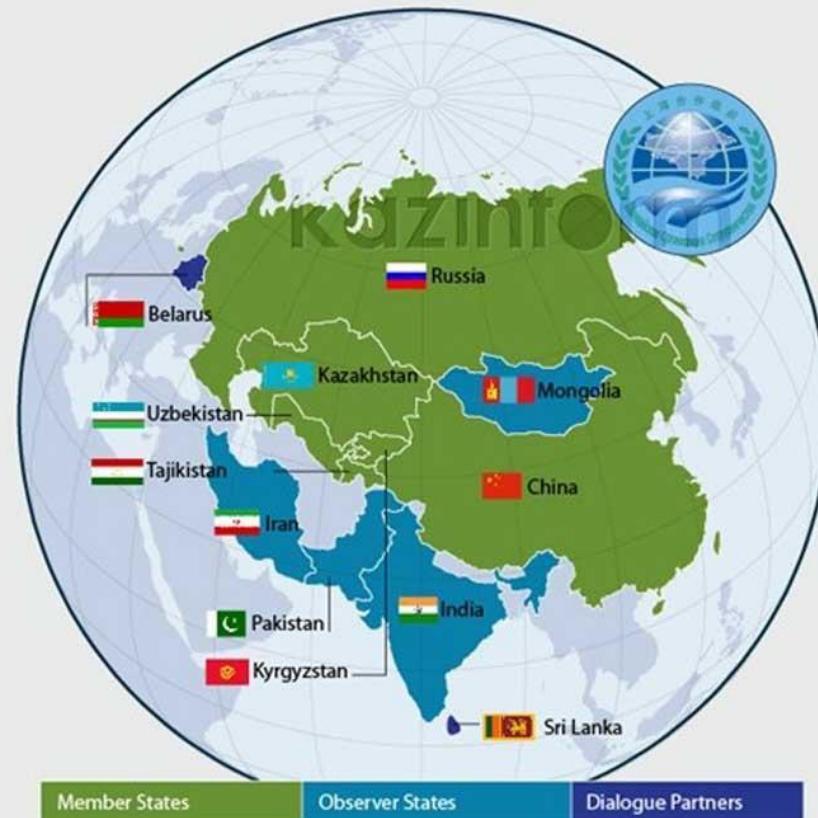 kazinform
Russia
Belarus
Kazakhstan
Mongolia
Uzbekistan
Tajikistan
China
Iran
India
Pakistan
Kyrgyzstan
Sri Lanka
Member States
Observer States
Dialogue Partners